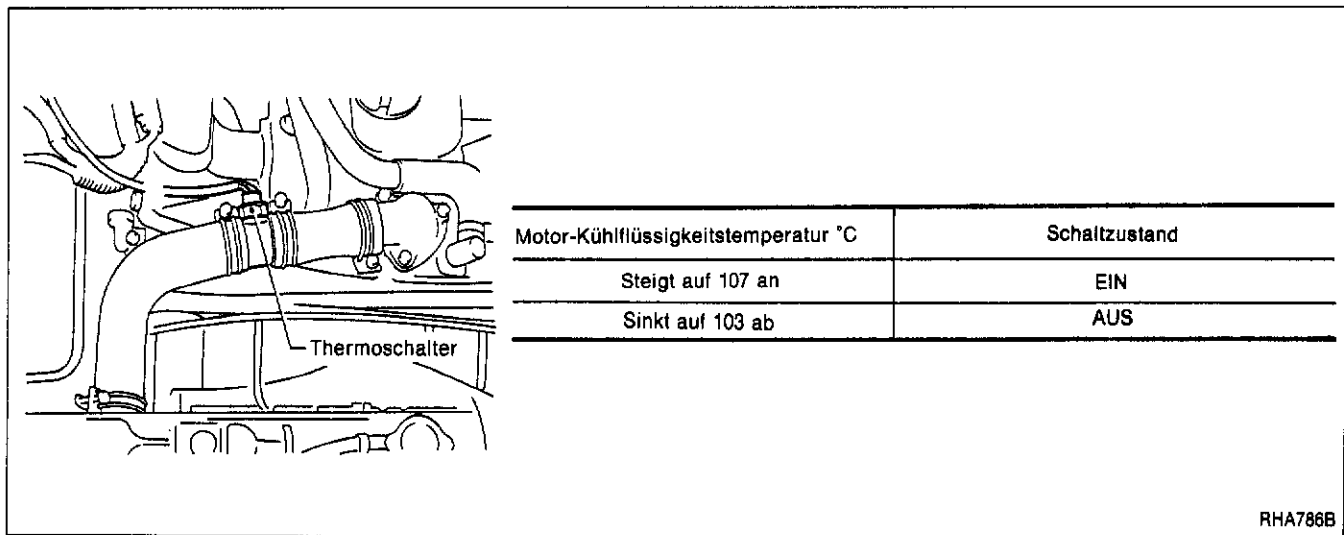 Thermoschalter
Motor-Kühlflüssigkeitstemperatur °C Schaltzustand
Steigt auf 107 an EIN
Sinkt auf 103 ab AUS
RHA786B